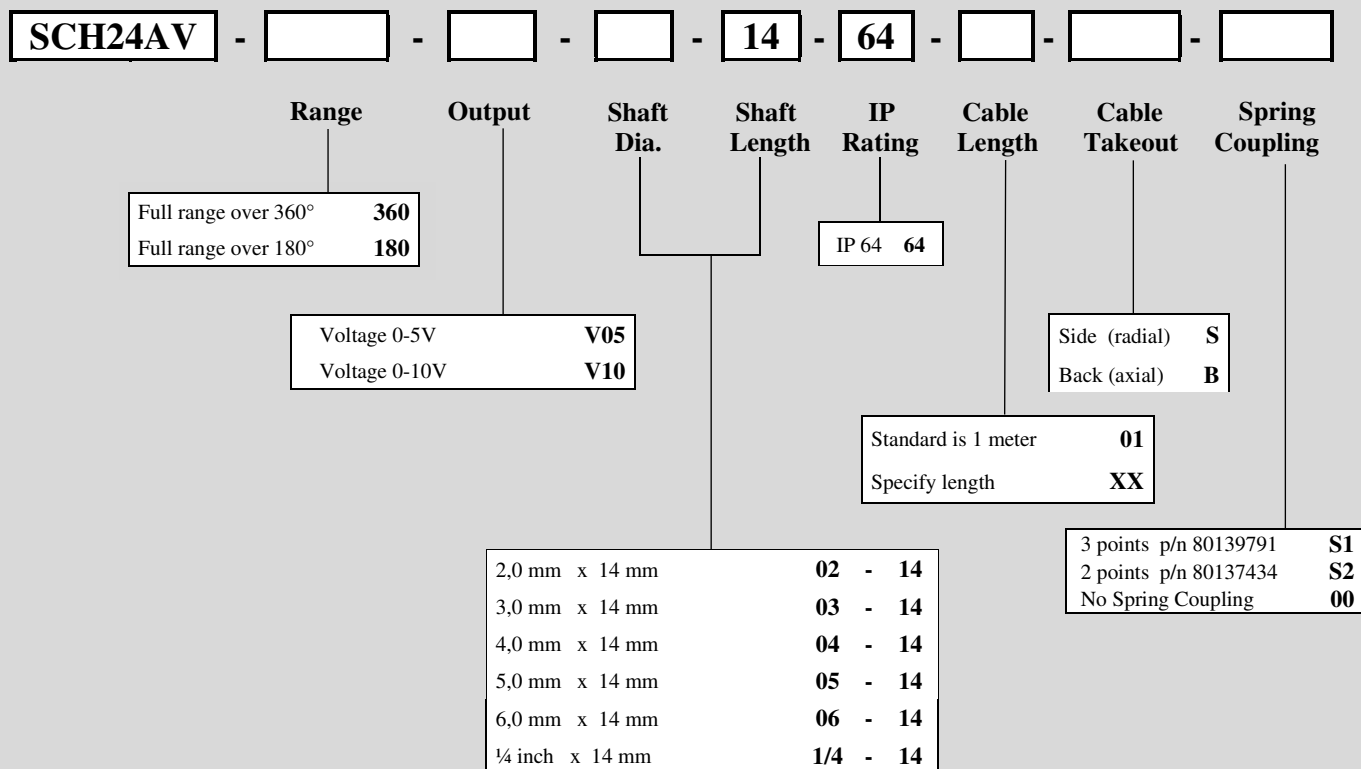 SCH24AV - - - - 14 - 64 - - -
Range Output Shaft Dia. Shaft Length IP Rating Cable Length Cable Takeout Spring Coupling
Full range over 360° 360
Full range over 180° 180
IP 64 64
Voltage 0-5V V05
Voltage 0-10V V10
Side (radial) S
Back (axial) B
Standard is 1 meter 01
Specify length XX
3 points p/n 80139791 S1
2 points p/n 80137434 S2
No Spring Coupling 00
2,0 mm x 14 mm 02 - 14
3,0 mm x 14 mm 03 - 14
4,0 mm x 14 mm 04 - 14
5,0 mm x 14 mm 05 - 14
6,0 mm x 14 mm 06 - 14
¼ inch x 14 mm 1/4 - 14